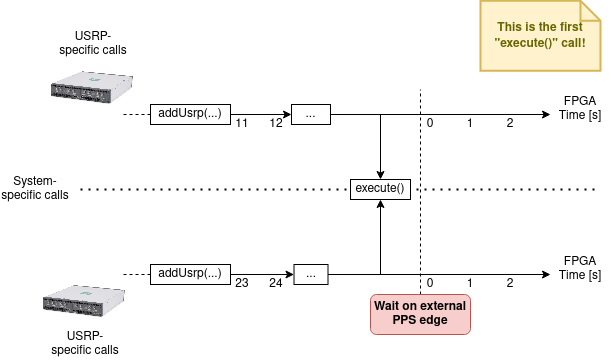 This is the first
"execute()" call!
USRP-
specific calls
addUsrp(...)
11
12
...
0
1
2
FPGA
Time [s]
System-
specific calls
execute()
addUsrp(...)
23
24
...
0
1
2
FPGA
Time [s]
Wait on external
PPS edge
USRP-
specific calls